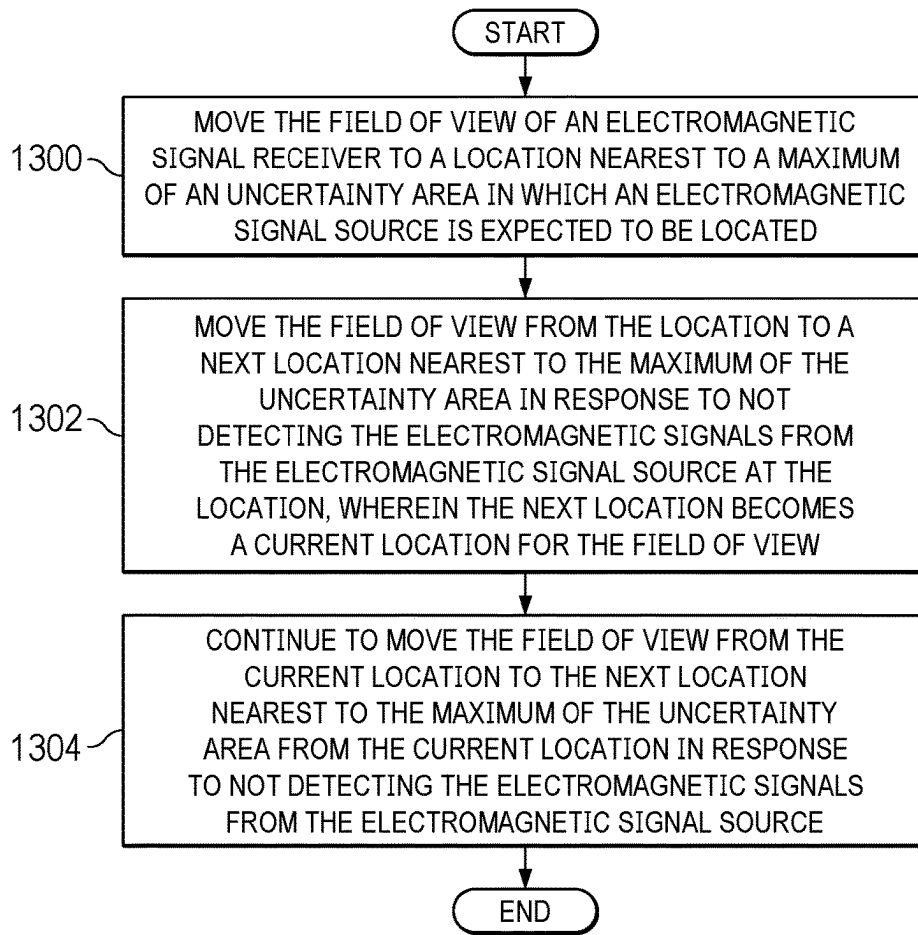 START
1300
MOVE THE FIELD OF VIEW OF AN ELECTROMAGNETIC
SIGNAL RECEIVER TO A LOCATION NEAREST TO A MAXIMUM
OF AN UNCERTAINTY AREA IN WHICH AN ELECTROMAGNETIC
SIGNAL SOURCE IS EXPECTED TO BE LOCATED
1302
MOVE THE FIELD OF VIEW FROM THE LOCATION TO A
NEXT LOCATION NEAREST TO THE MAXIMUM OF THE
UNCERTAINTY AREA IN RESPONSE TO NOT
DETECTING THE ELECTROMAGNETIC SIGNALS FROM
THE ELECTROMAGNETIC SIGNAL SOURCE AT THE
LOCATION, WHEREIN THE NEXT LOCATION BECOMES
A CURRENT LOCATION FOR THE FIELD OF VIEW
1304
CONTINUE TO MOVE THE FIELD OF VIEW FROM THE
CURRENT LOCATION TO THE NEXT LOCATION
NEAREST TO THE MAXIMUM OF THE UNCERTAINTY
AREA FROM THE CURRENT LOCATION IN RESPONSE
TO NOT DETECTING THE ELECTROMAGNETIC SIGNALS
FROM THE ELECTROMAGNETIC SIGNAL SOURCE
END